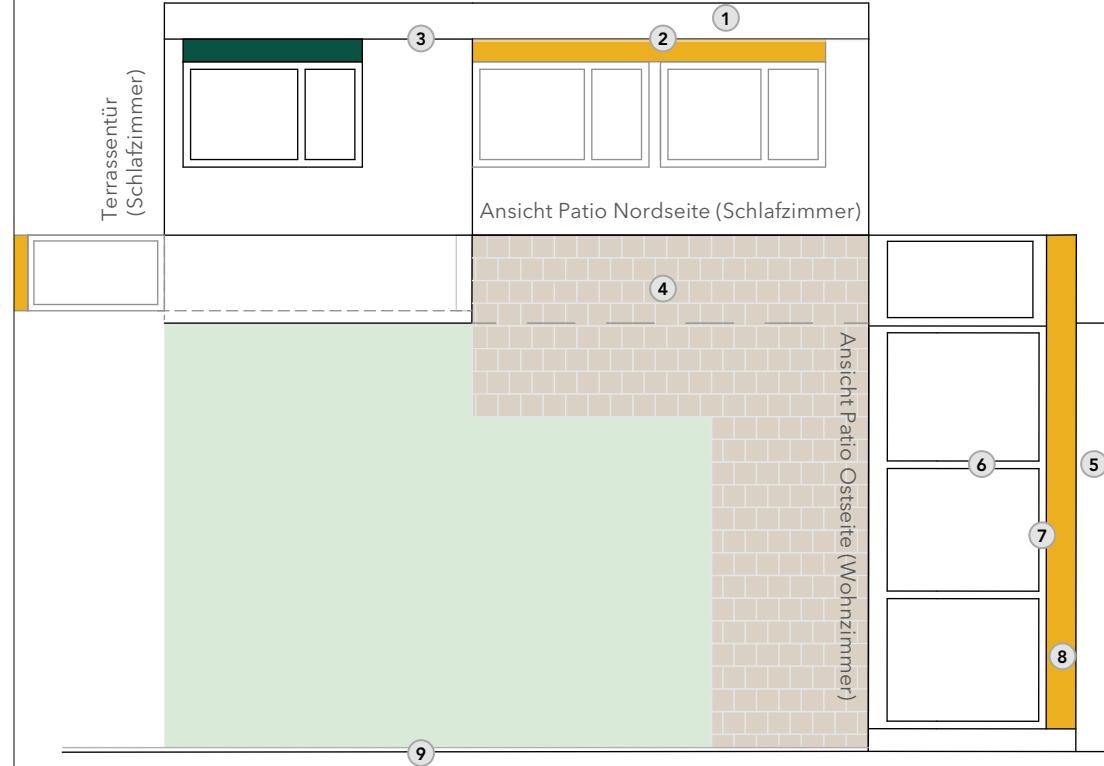 1
3
2
Terrassentür
(Schlafzimmer)
Ansicht Patio Nordseite (Schlafzimmer)
4
Ansicht Patio Ostseite (Wohnzimmer)
6
5
7
8
9